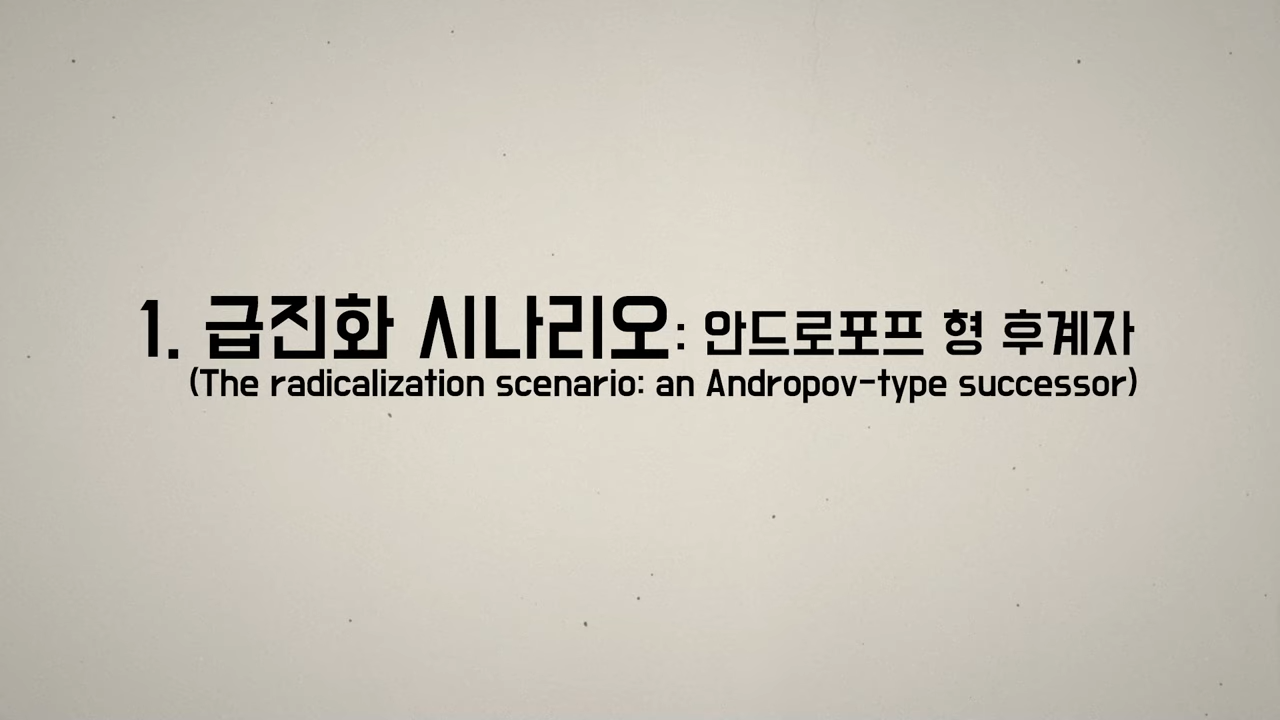 1. 급진화 시나리오: 안드로포프 형 후계자
(The radicalization scenario: an Andropov-type successor)